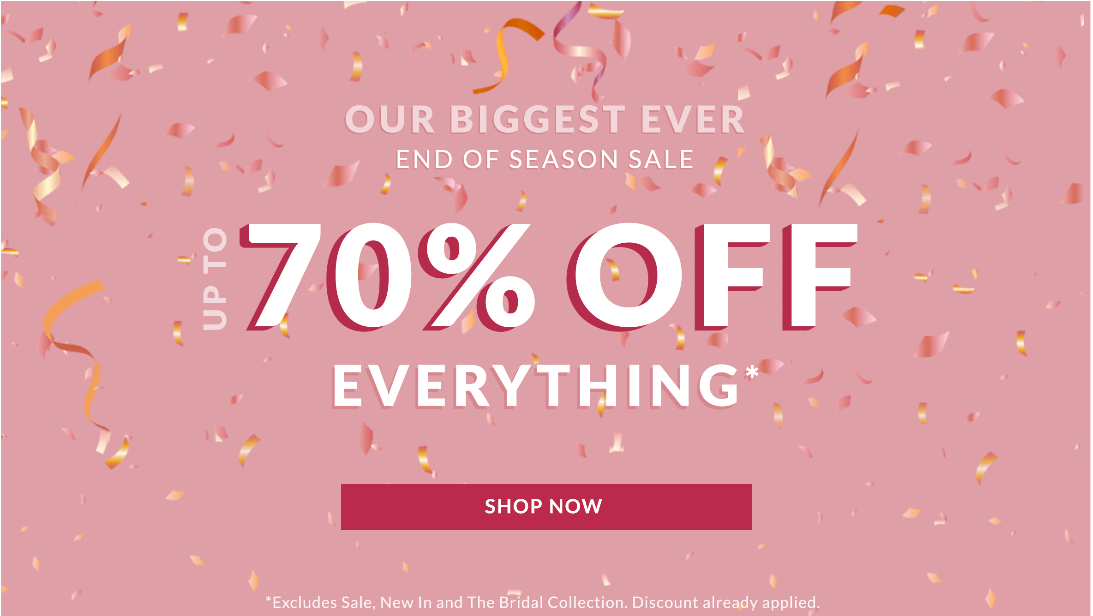 OUR BIGGEST EVER
END OF SEASON SALE
UP TO
70% OFF
EVERYTHING*
SHOP NOW
*Excludes Sale, New In and The Bridal Collection. Discount already applied.